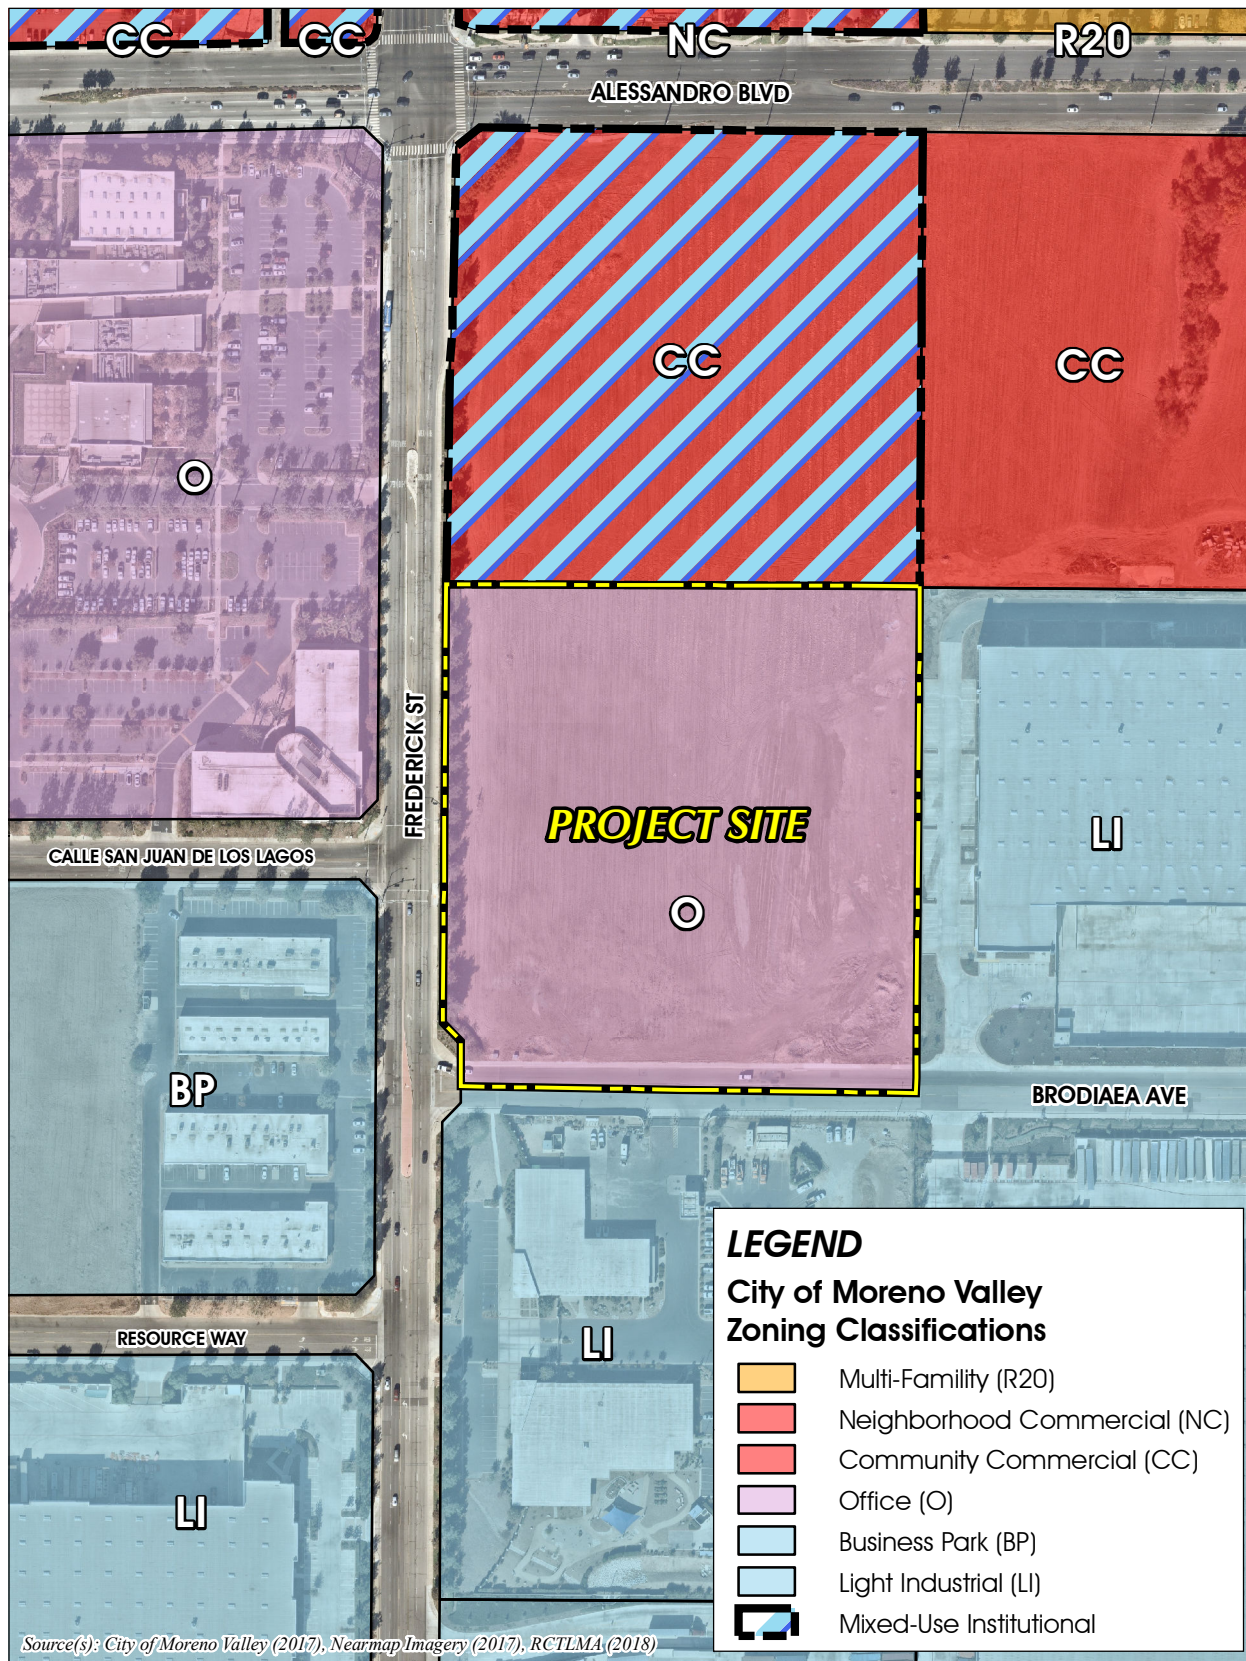 CC
CC
NC
R20
ALESSANDRO BLVD
CC
CC
O
FREDERICK ST
PROJECT SITE
LI
CALLE SAN JUAN DE LOS LAGOS
O
BP
BRODIAEA AVE
LEGEND
City of Moreno Valley
Zoning Classifications
Multi-Famility (R20)
Neighborhood Commercial (NC)
Community Commercial (CC)
Office (O)
Business Park (BP)
Light Industrial (LI)
Mixed-Use Institutional
RESOURCE WAY
LI
LI
Source(s): City of Moreno Valley (2017), Nearmap Imagery (2017), RCTLMA (2018)